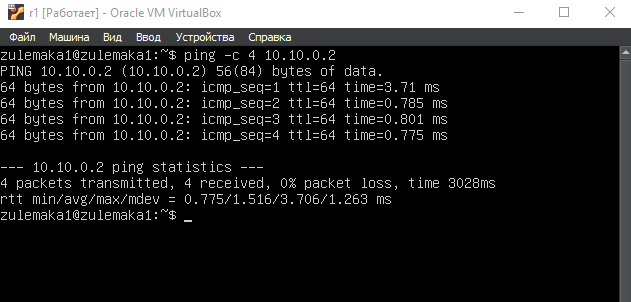 r1 [Работает] - Oracle VM VirtualBox
Файл Машина Вид Ввод Устройства Справка
zulemaka1@zulemaka1:~$ ping -c 4 10.10.0.2
PING 10.10.0.2 (10.10.0.2) 56(84) bytes of data.
64 bytes from 10.10.0.2: icmp_seq=1 ttl=64 time=3.71 ms
64 bytes from 10.10.0.2: icmp_seq=2 ttl=64 time=0.785 ms
64 bytes from 10.10.0.2: icmp_seq=3 ttl=64 time=0.801 ms
64 bytes from 10.10.0.2: icmp_seq=4 ttl=64 time=0.775 ms
--- 10.10.0.2 ping statistics ---
4 packets transmitted, 4 received, 0% packet loss, time 3028ms
rtt min/avg/max/mdev = 0.775/1.516/3.706/1.263 ms
zulemaka1@zulemaka1:~$ _